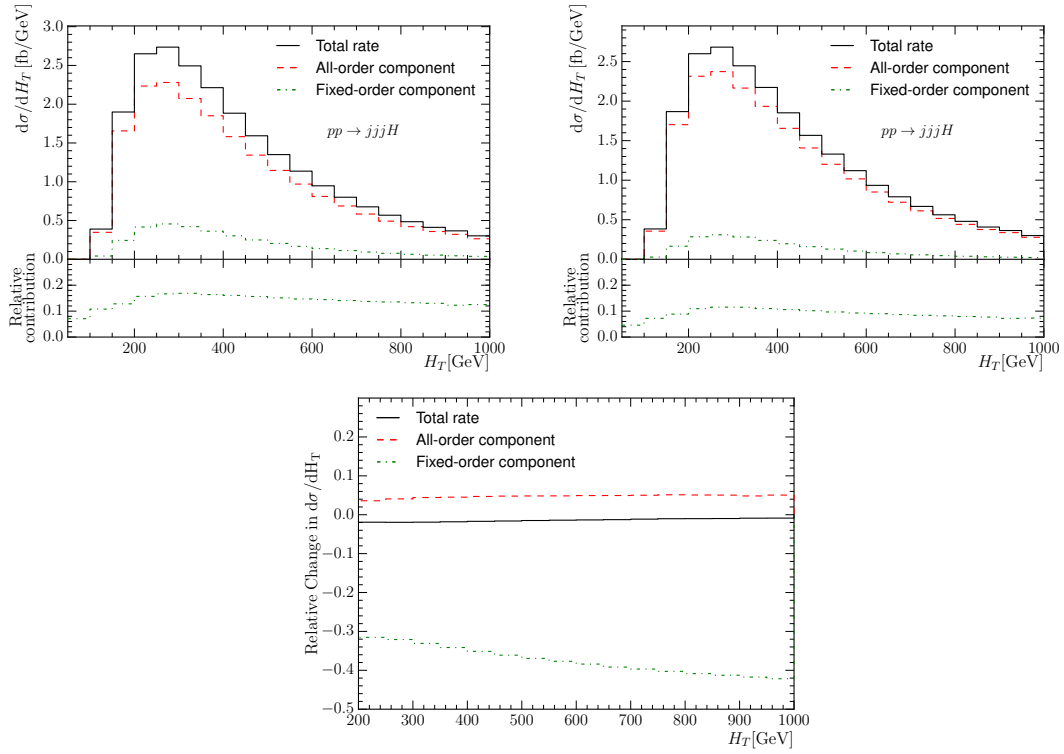 3.0
2.5
2.0
1.5
1.0
0.5
0.0
dσ/dH_T [fb/GeV]
Total rate
All-order component
Fixed-order component
pp → jjjH
0.2
0.1
0.0
Relative
contribution
200 400 600 800 1000
H_T[GeV]
2.5
2.0
1.5
1.0
0.5
0.0
dσ/dH_T [fb/GeV]
Total rate
All-order component
Fixed-order component
pp → jjjH
0.2
0.1
0.0
Relative
contribution
200 400 600 800 1000
H_T[GeV]
0.2
0.1
0.0
−0.1
−0.2
−0.3
−0.4
−0.5
Relative Change in dσ/dH_T
Total rate
All-order component
Fixed-order component
200 300 400 500 600 700 800 900 1000
H_T[GeV]